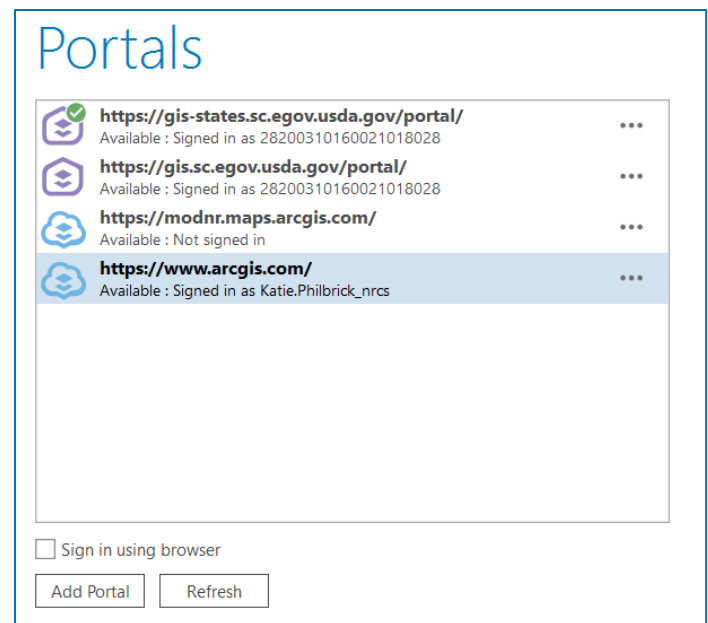 Portals
https://gis-states.sc.egov.usda.gov/portal/
Available : Signed in as 28200310160021018028
https://gis.sc.egov.usda.gov/portal/
Available : Signed in as 28200310160021018028
https://modnr.maps.arcgis.com/
Available : Not signed in
https://www.arcgis.com/
Available : Signed in as Katie.Philbrick_nrcs
Sign in using browser
Add Portal Refresh